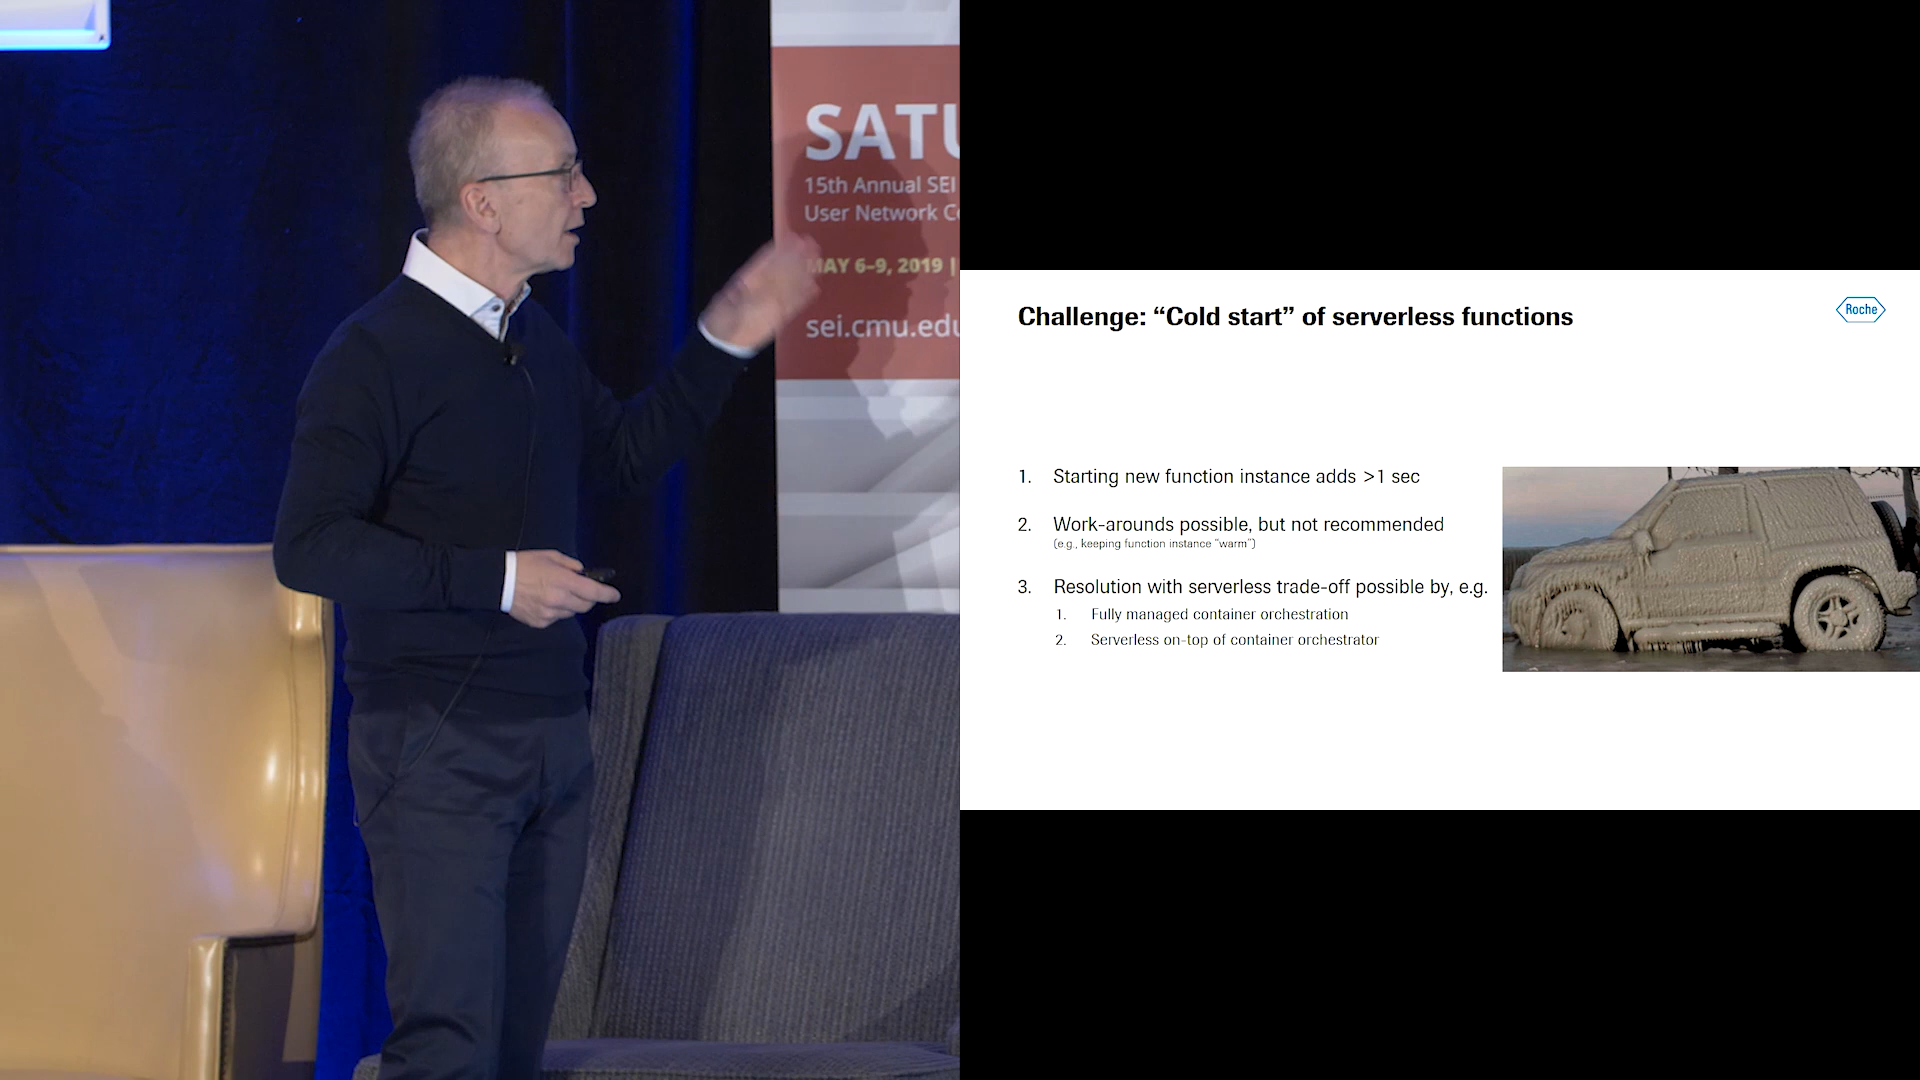 SATU
15th Annual SEI
User Network C
MAY 6–9, 2019 |
sei.cmu.edu
Challenge: “Cold start” of serverless functions
Roche
1. Starting new function instance adds >1 sec
2. Work-arounds possible, but not recommended
(e.g., keeping function instance "warm")
3. Resolution with serverless trade-off possible by, e.g.
1. Fully managed container orchestration
2. Serverless on-top of container orchestrator